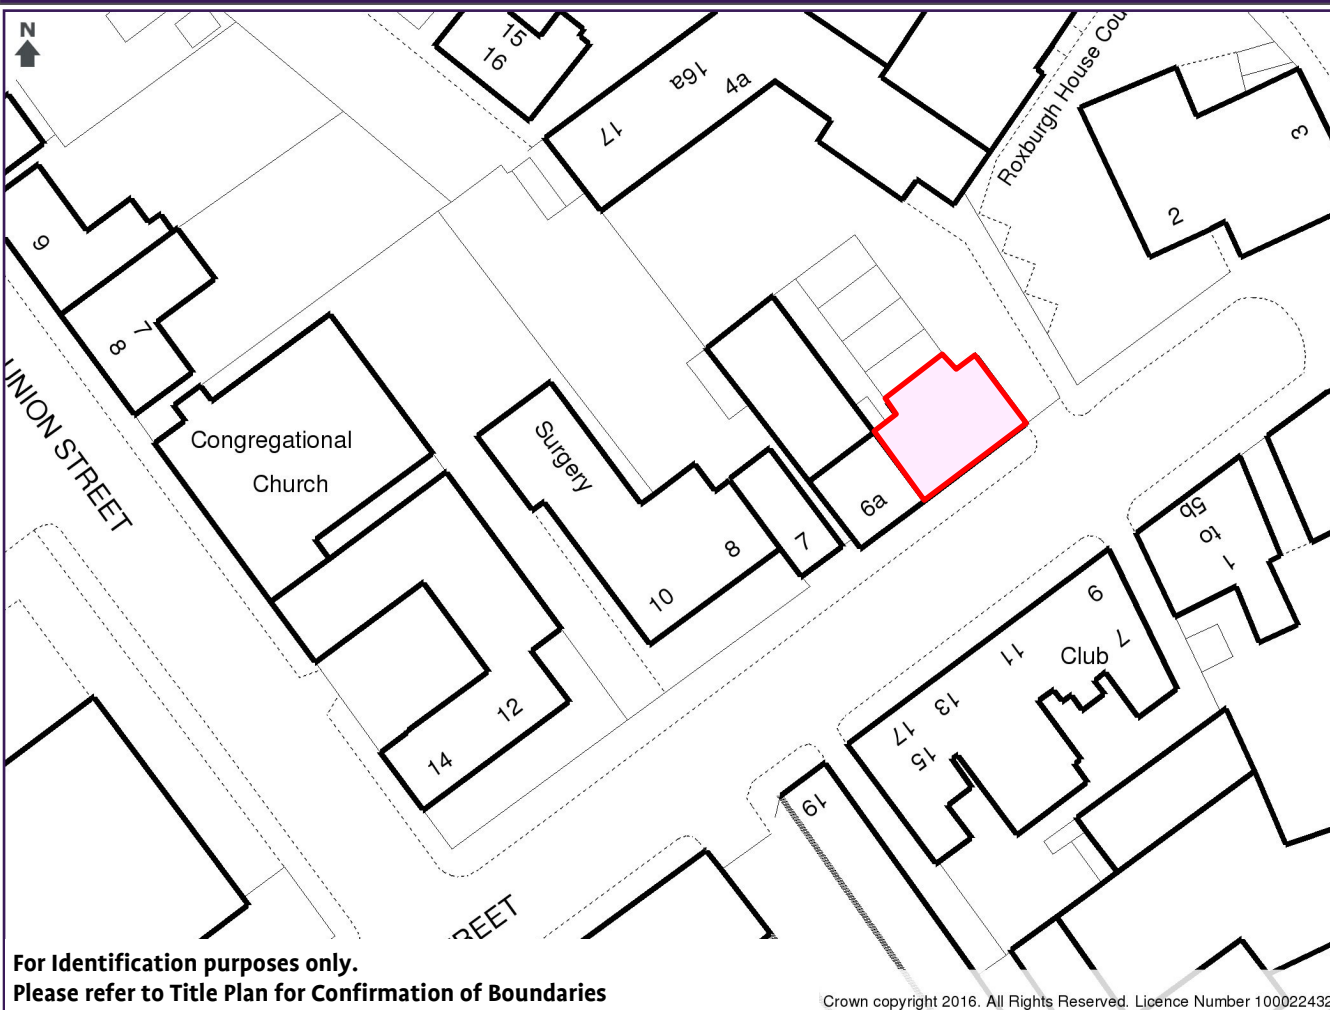 N
15
16
16a
4a
17
Roxburgh House Cou
3
2
9
7
8
UNION STREET
Congregational
Church
Surgery
8
7
6a
10
12
14
5b
to
1
9
7
Club
11
13
17
15
19
REET
For Identification purposes only.
Please refer to Title Plan for Confirmation of Boundaries
Crown copyright 2016. All Rights Reserved. Licence Number 100022432